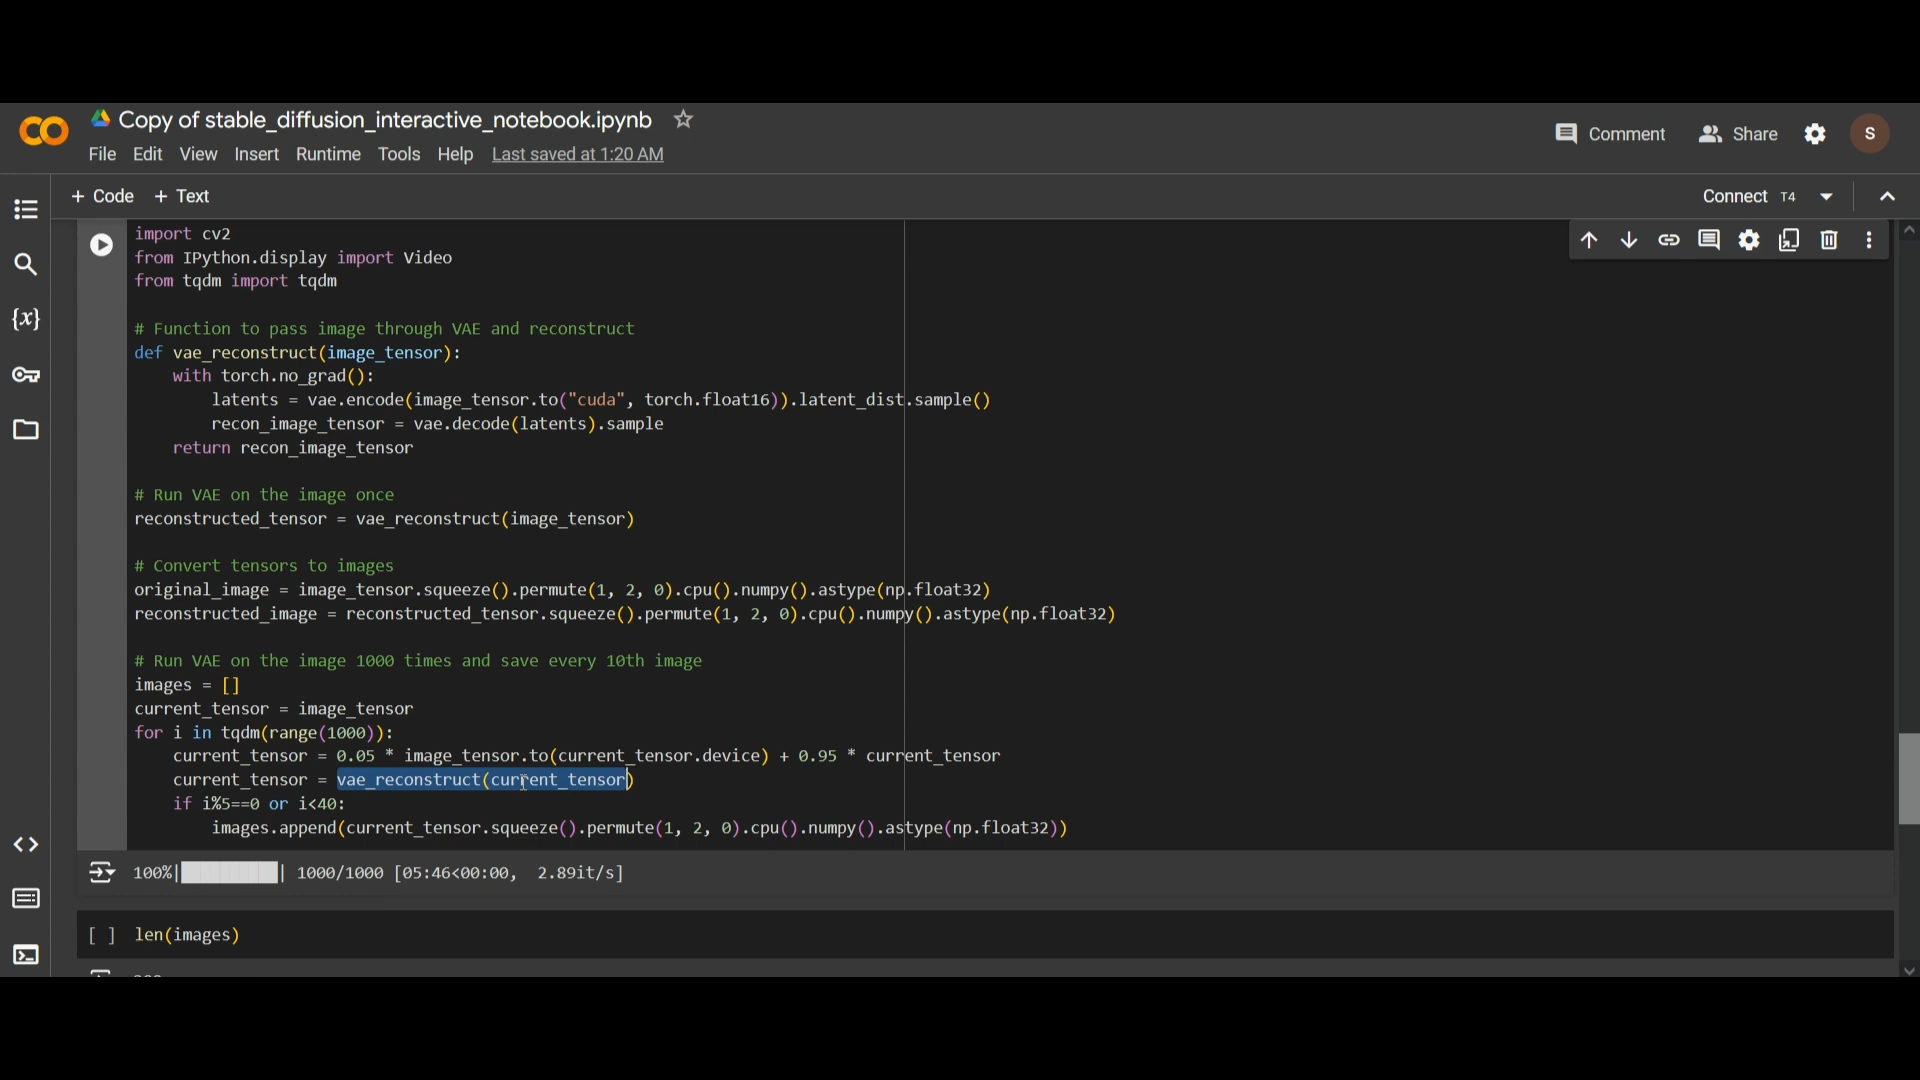 Copy of stable_diffusion_interactive_notebook.ipynb
File Edit View Insert Runtime Tools Help Last saved at 1:20 AM
Comment Share S
+ Code + Text
Connect T4
import cv2
from IPython.display import Video
from tqdm import tqdm
# Function to pass image through VAE and reconstruct
def vae_reconstruct(image_tensor):
    with torch.no_grad():
        latents = vae.encode(image_tensor.to("cuda", torch.float16)).latent_dist.sample()
        recon_image_tensor = vae.decode(latents).sample
    return recon_image_tensor
# Run VAE on the image once
reconstructed_tensor = vae_reconstruct(image_tensor)
# Convert tensors to images
original_image = image_tensor.squeeze().permute(1, 2, 0).cpu().numpy().astype(np.float32)
reconstructed_image = reconstructed_tensor.squeeze().permute(1, 2, 0).cpu().numpy().astype(np.float32)
# Run VAE on the image 1000 times and save every 10th image
images = []
current_tensor = image_tensor
for i in tqdm(range(1000)):
    current_tensor = 0.05 * image_tensor.to(current_tensor.device) + 0.95 * current_tensor
    current_tensor = vae_reconstruct(current_tensor)
    if i%5==0 or i<40:
        images.append(current_tensor.squeeze().permute(1, 2, 0).cpu().numpy().astype(np.float32))
100%| | 1000/1000 [05:46<00:00, 2.89it/s]
[ ] len(images)